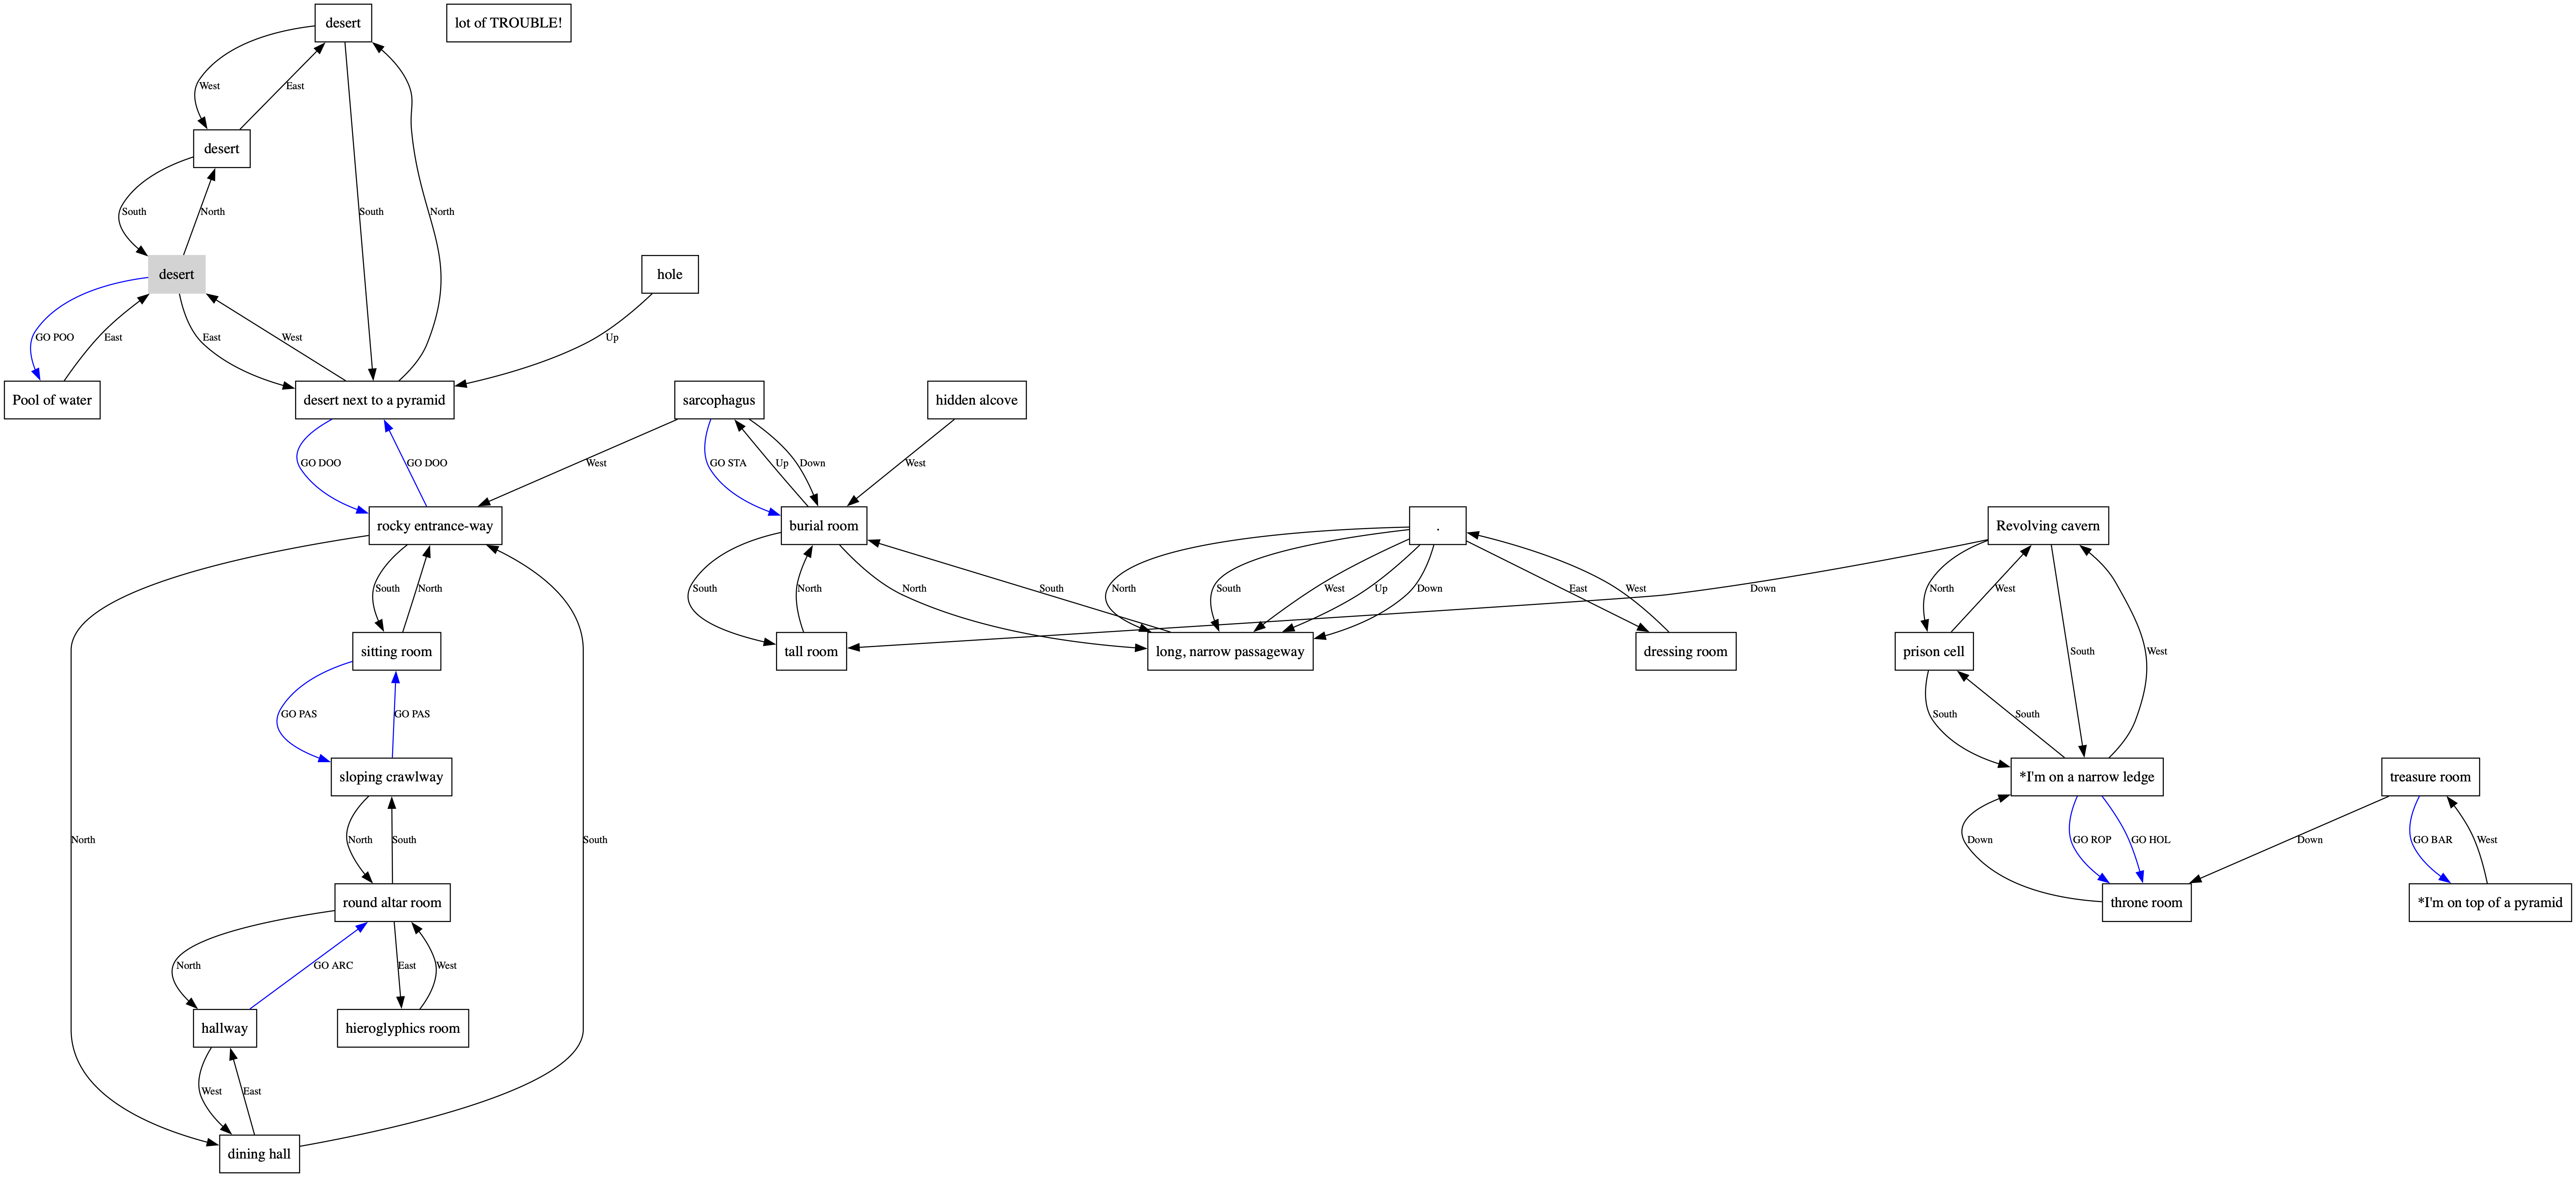 desert
lot of TROUBLE!
West
East
desert
South
North
South
North
desert
hole
GO POO
East
East
West
Up
Pool of water
desert next to a pyramid
sarcophagus
hidden alcove
GO DOO
GO DOO
West
GO STA
Up
Down
West
rocky entrance-way
burial room
.
Revolving cavern
South
North
South
North
North
South
North
South
West
Up
Down
East
West
Down
North
West
South
West
sitting room
tall room
long, narrow passageway
dressing room
prison cell
GO PAS
GO PAS
South
South
sloping crawlway
*I'm on a narrow ledge
treasure room
North
North
South
South
Down
GO ROP
GO HOL
Down
GO BAR
West
round altar room
throne room
*I'm on top of a pyramid
North
GO ARC
East
West
hallway
hieroglyphics room
West
East
dining hall